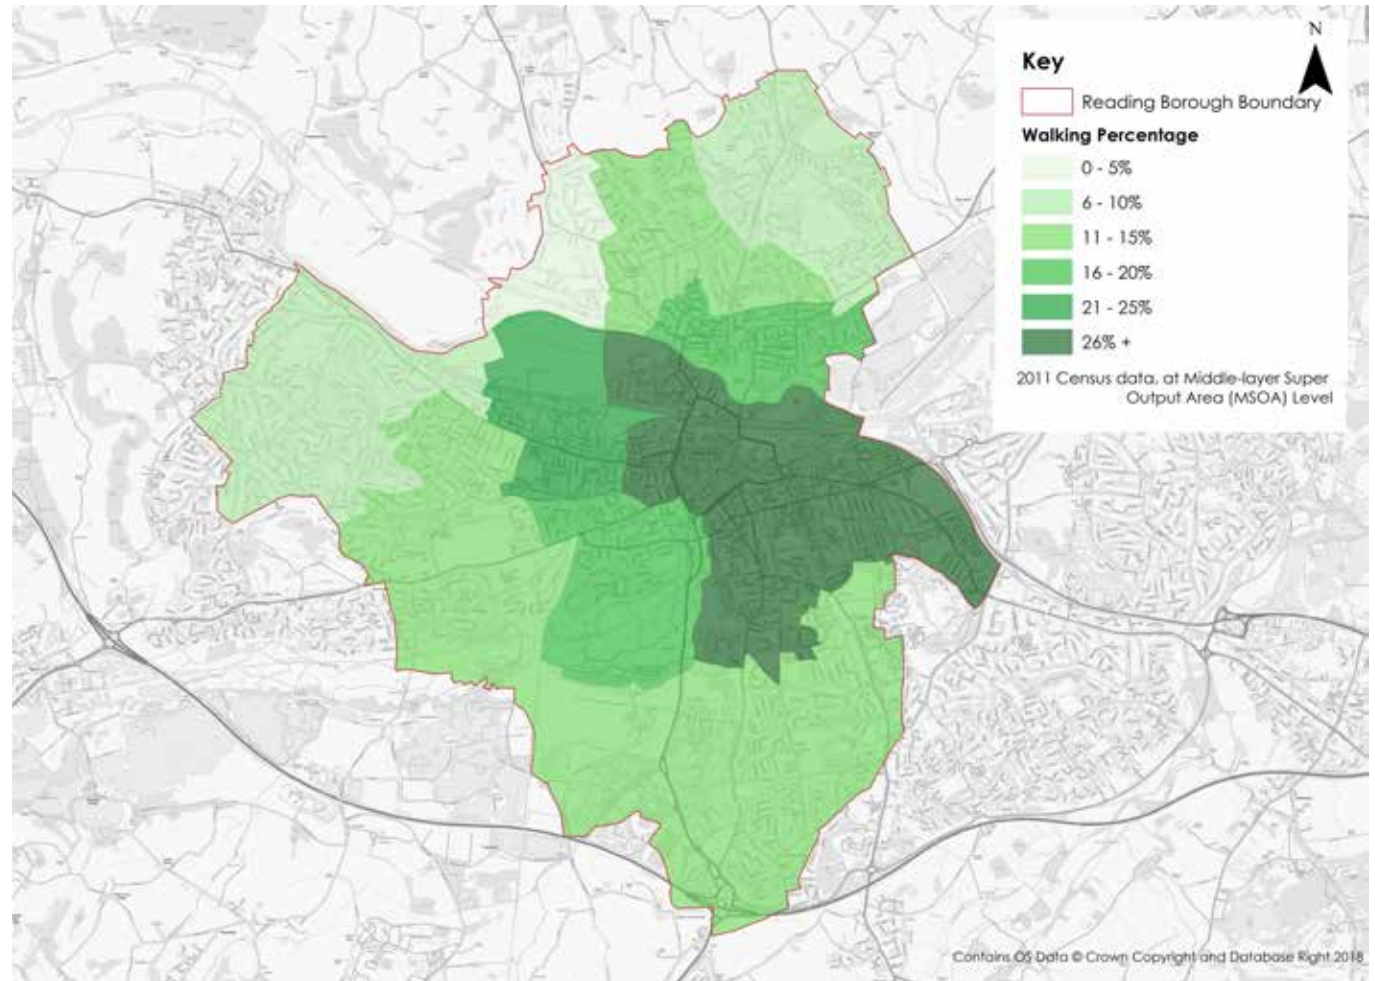 N
Key
Reading Borough Boundary
Walking Percentage
0 - 5%
6 - 10%
11 - 15%
16 - 20%
21 - 25%
26% +
2011 Census data, at Middle-layer Super
Output Area (MSOA) Level
Contains OS Data © Crown Copyright and Database Right 2018